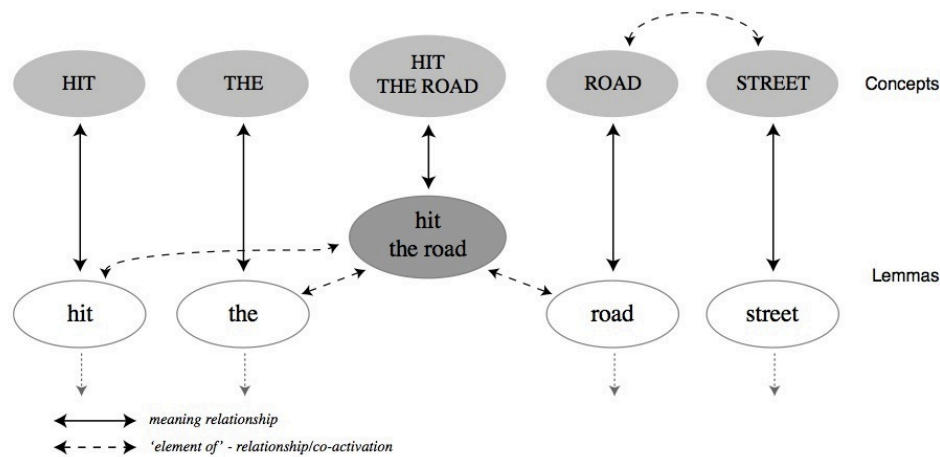 HIT
THE
HIT
THE ROAD
ROAD
STREET
Concepts
hit
the road
Lemmas
hit
the
road
street
meaning relationship
‘element of’ - relationship/co-activation